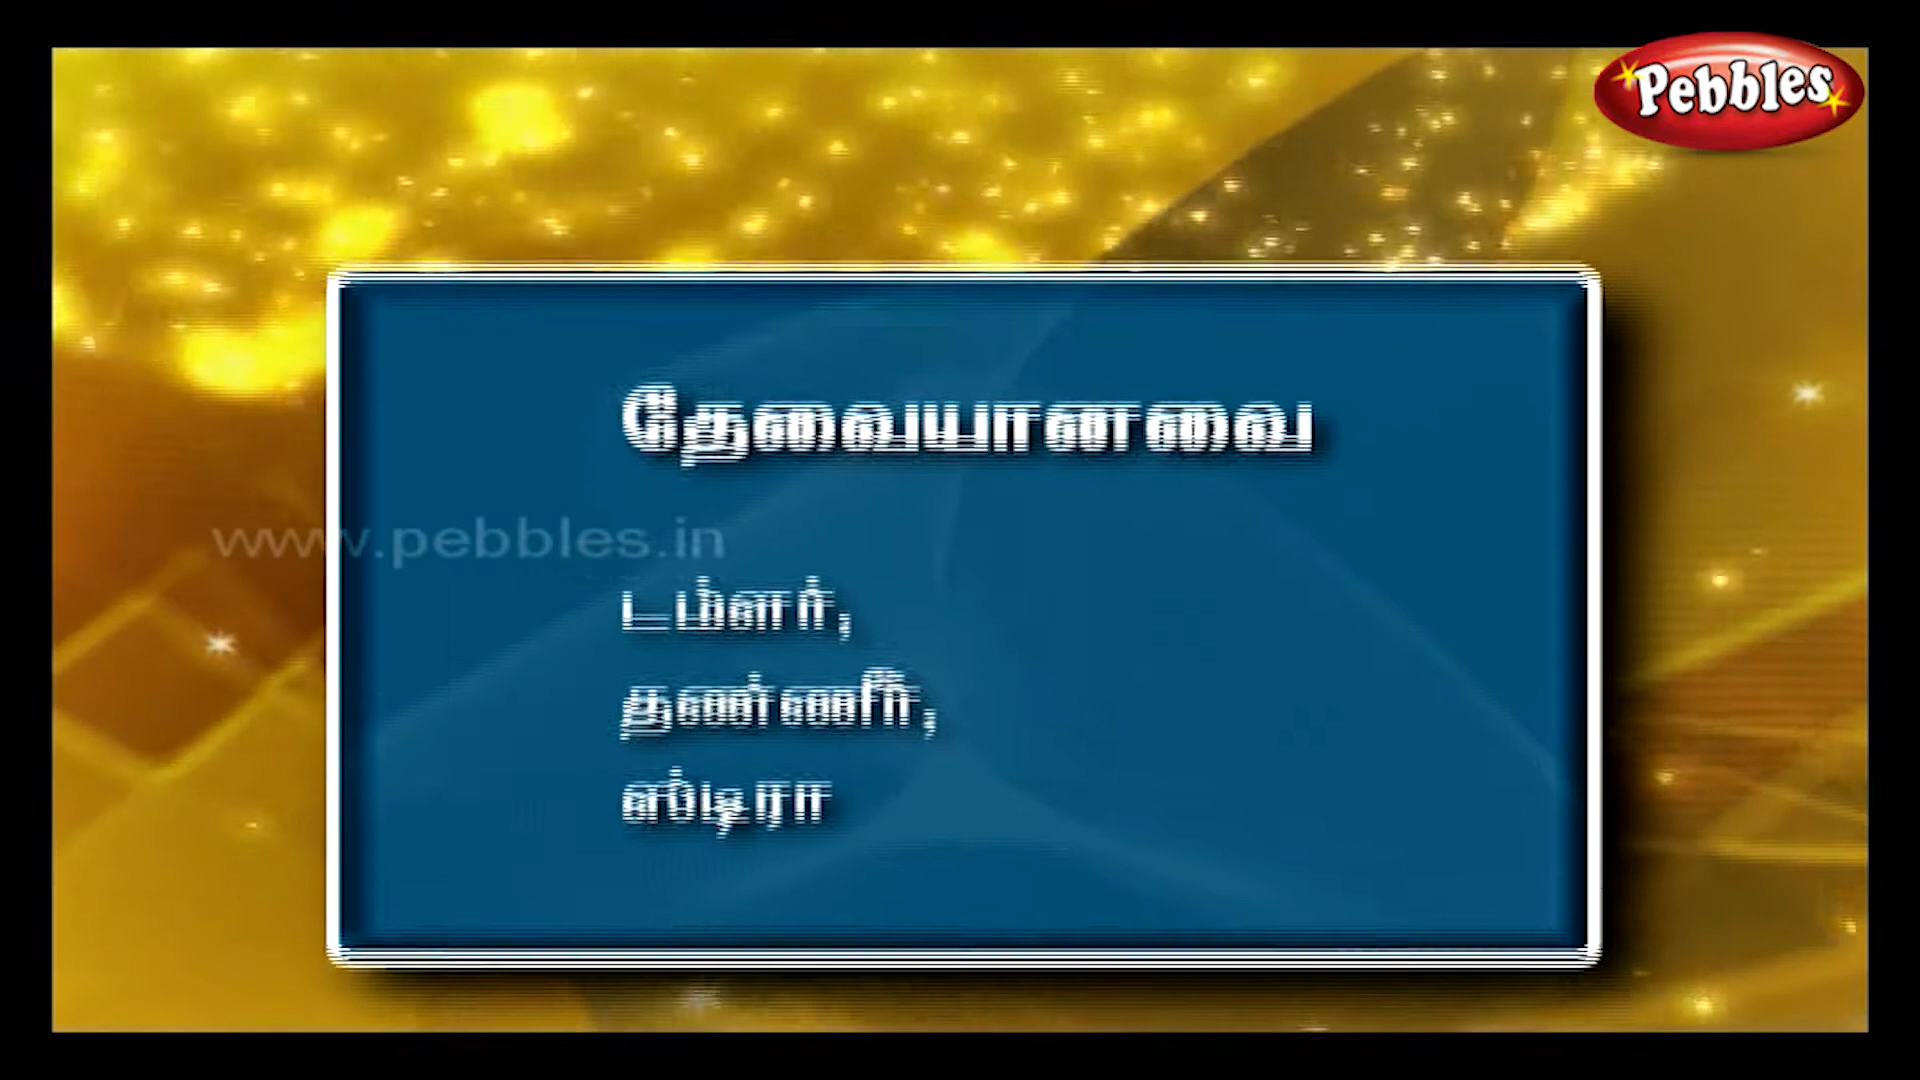 Pebbles
தேவையானவை
www.pebbles.in
டம்ளர்,
தண்ணீர்,
ஸ்டிரா